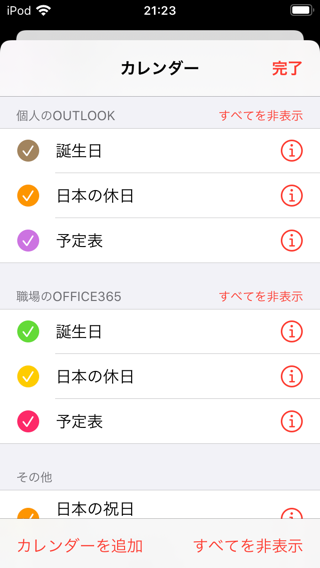 iPod 21:23
カレンダー 完了
個人のOUTLOOK すべてを非表示
誕生日
日本の休日
予定表
職場のOFFICE365 すべてを非表示
誕生日
日本の休日
予定表
その他
日本の祝日
カレンダーを追加 すべてを非表示